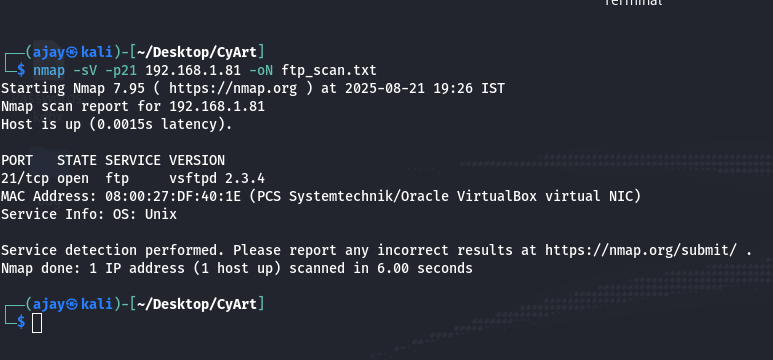 Terminal
┌──(ajay㉿kali)-[~/Desktop/CyArt]
└─$ nmap -sV -p21 192.168.1.81 -oN ftp_scan.txt
Starting Nmap 7.95 ( https://nmap.org ) at 2025-08-21 19:26 IST
Nmap scan report for 192.168.1.81
Host is up (0.0015s latency).
PORT   STATE SERVICE VERSION
21/tcp open  ftp     vsftpd 2.3.4
MAC Address: 08:00:27:DF:40:1E (PCS Systemtechnik/Oracle VirtualBox virtual NIC)
Service Info: OS: Unix
Service detection performed. Please report any incorrect results at https://nmap.org/submit/ .
Nmap done: 1 IP address (1 host up) scanned in 6.00 seconds
┌──(ajay㉿kali)-[~/Desktop/CyArt]
└─$